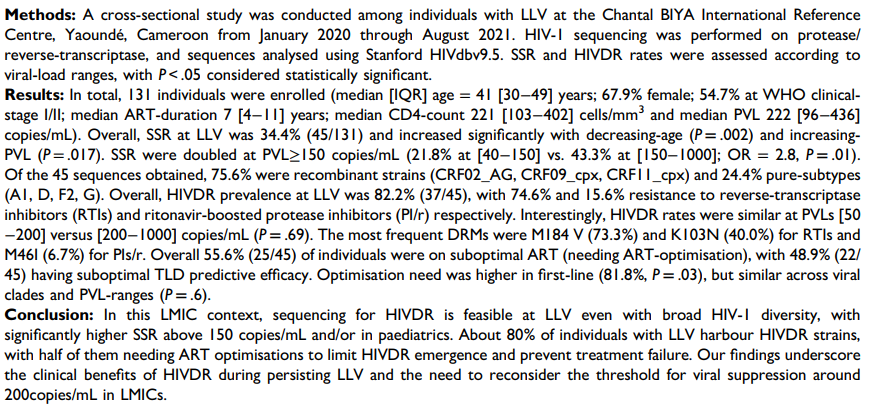 Methods: A cross-sectional study was conducted among individuals with LLV at the Chantal BIYA International Reference
Centre, Yaoundé, Cameroon from January 2020 through August 2021. HIV-1 sequencing was performed on protease/
reverse-transcriptase, and sequences analysed using Stanford HIVdbv9.5. SSR and HIVDR rates were assessed according to
viral-load ranges, with P < .05 considered statistically significant.
Results: In total, 131 individuals were enrolled (median [IQR] age = 41 [30–49] years; 67.9% female; 54.7% at WHO clinical-
stage I/II; median ART-duration 7 [4–11] years; median CD4-count 221 [103–402] cells/mm³ and median PVL 222 [96–436]
copies/mL). Overall, SSR at LLV was 34.4% (45/131) and increased significantly with decreasing-age (P = .002) and increasing-
PVL (P = .017). SSR were doubled at PVL≥150 copies/mL (21.8% at [40–150] vs. 43.3% at [150–1000]; OR = 2.8, P = .01).
Of the 45 sequences obtained, 75.6% were recombinant strains (CRF02_AG, CRF09_cpx, CRF11_cpx) and 24.4% pure-subtypes
(A1, D, F2, G). Overall, HIVDR prevalence at LLV was 82.2% (37/45), with 74.6% and 15.6% resistance to reverse-transcriptase
inhibitors (RTIs) and ritonavir-boosted protease inhibitors (PI/r) respectively. Interestingly, HIVDR rates were similar at PVLs [50
–200] versus [200–1000] copies/mL (P = .69). The most frequent DRMs were M184 V (73.3%) and K103N (40.0%) for RTIs and
M46I (6.7%) for PIs/r. Overall 55.6% (25/45) of individuals were on suboptimal ART (needing ART-optimisation), with 48.9% (22/
45) having suboptimal TLD predictive efficacy. Optimisation need was higher in first-line (81.8%, P = .03), but similar across viral
clades and PVL-ranges (P = .6).
Conclusion: In this LMIC context, sequencing for HIVDR is feasible at LLV even with broad HIV-1 diversity, with
significantly higher SSR above 150 copies/mL and/or in paediatrics. About 80% of individuals with LLV harbour HIVDR strains,
with half of them needing ART optimisations to limit HIVDR emergence and prevent treatment failure. Our findings underscore
the clinical benefits of HIVDR during persisting LLV and the need to reconsider the threshold for viral suppression around
200copies/mL in LMICs.